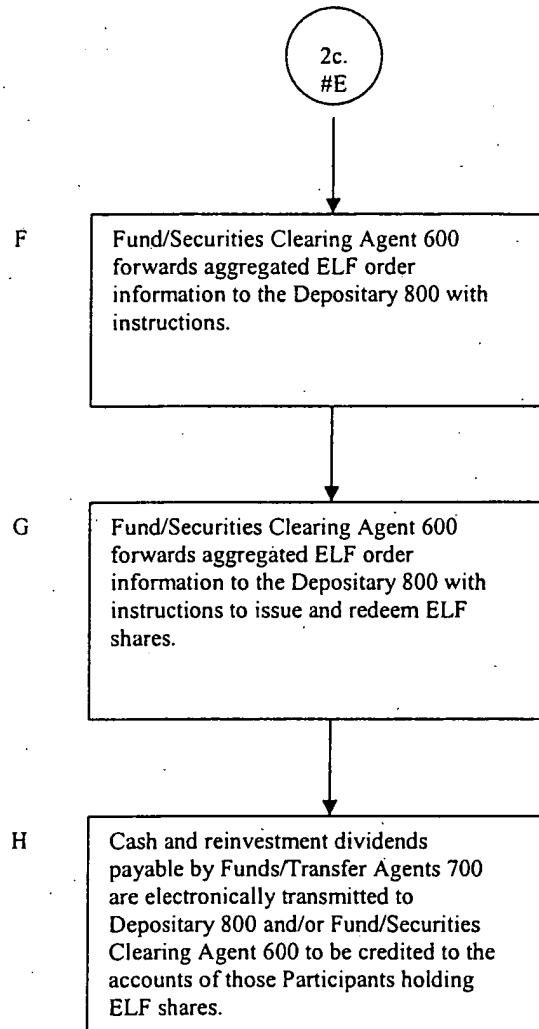 2c.
#E
F
Fund/Securities Clearing Agent 600
forwards aggregated ELF order
information to the Depositary 800 with
instructions.
G
Fund/Securities Clearing Agent 600
forwards aggregated ELF order
information to the Depositary 800 with
instructions to issue and redeem ELF
shares.
H
Cash and reinvestment dividends
payable by Funds/Transfer Agents 700
are electronically transmitted to
Depositary 800 and/or Fund/Securities
Clearing Agent 600 to be credited to the
accounts of those Participants holding
ELF shares.